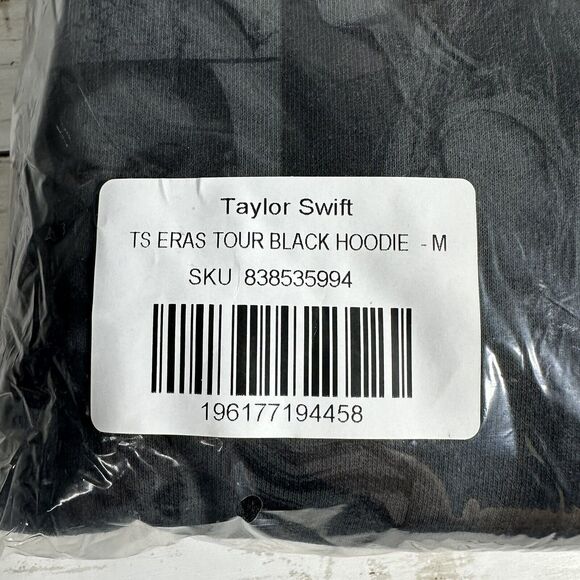 Taylor Swift
TS ERAS TOUR BLACK HOODIE - M
SKU 838535994
196177194458